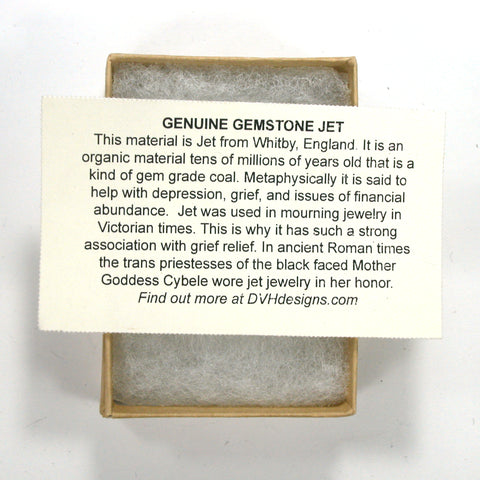 GENUINE GEMSTONE JET
This material is Jet from Whitby, England. It is an
organic material tens of millions of years old that is a
kind of gem grade coal. Metaphysically it is said to
help with depression, grief, and issues of financial
abundance.  Jet was used in mourning jewelry in
Victorian times. This is why it has such a strong
association with grief relief. In ancient Roman times
the trans priestesses of the black faced Mother
Goddess Cybele wore jet jewelry in her honor.
Find out more at DVHdesigns.com